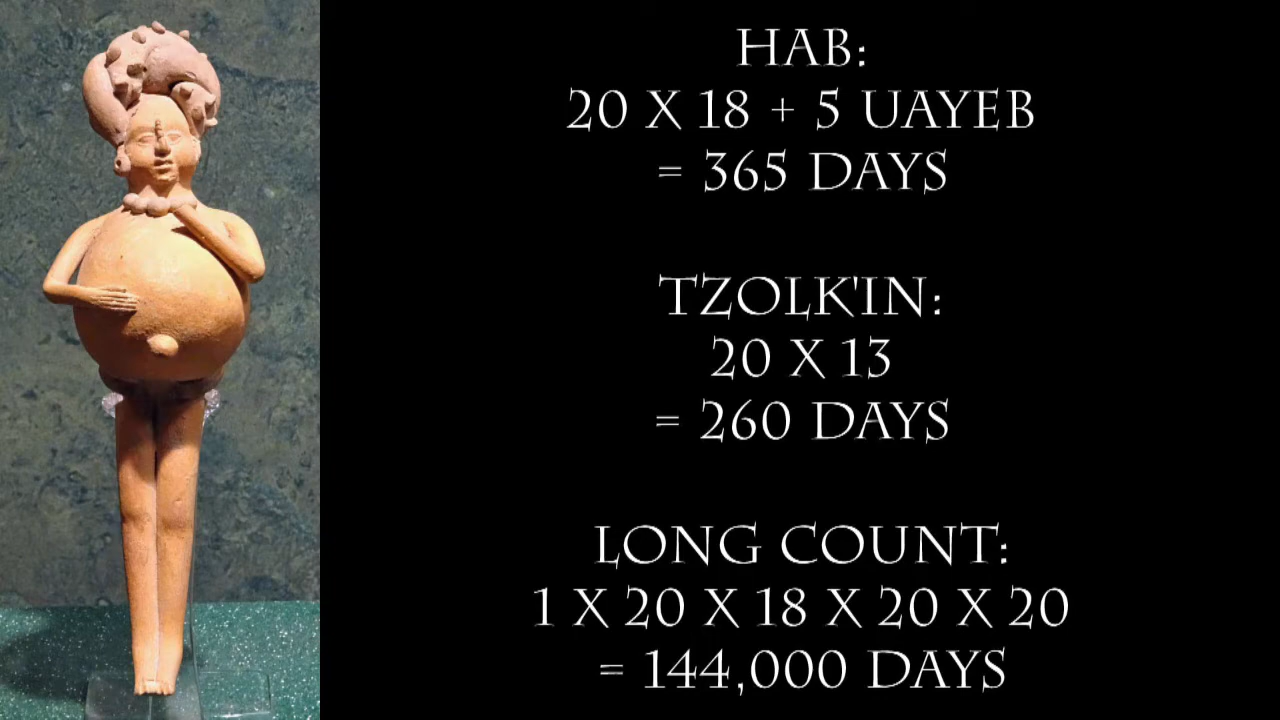 HAB:
20 X 18 + 5 UAYEB
= 365 DAYS
TZOLK'IN:
20 X 13
= 260 DAYS
LONG COUNT:
1 X 20 X 18 X 20 X 20
= 144,000 DAYS